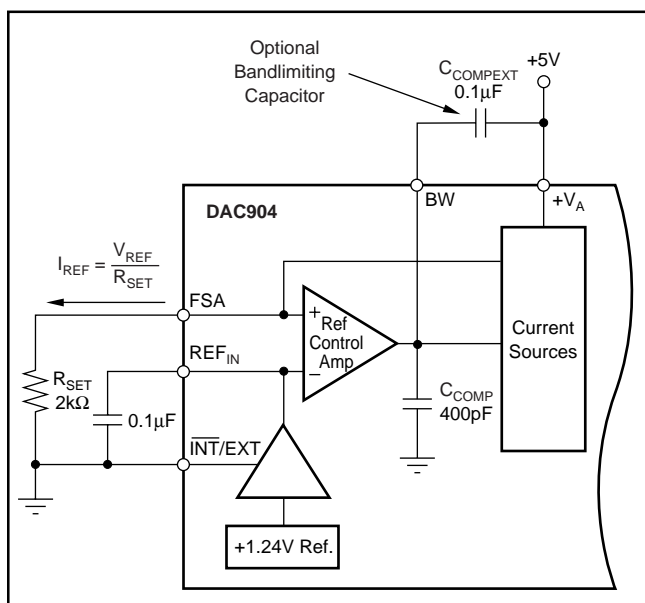 Optional
Bandlimiting
Capacitor
C_COMPEXT
0.1µF
+5V
DAC904
BW
+V_A
I_REF = V_REF / R_SET
FSA
+
Ref
Control
Amp
–
Current
Sources
REF_IN
R_SET
2kΩ
0.1µF
C_COMP
400pF
I̅N̅T̅/EXT
+1.24V Ref.